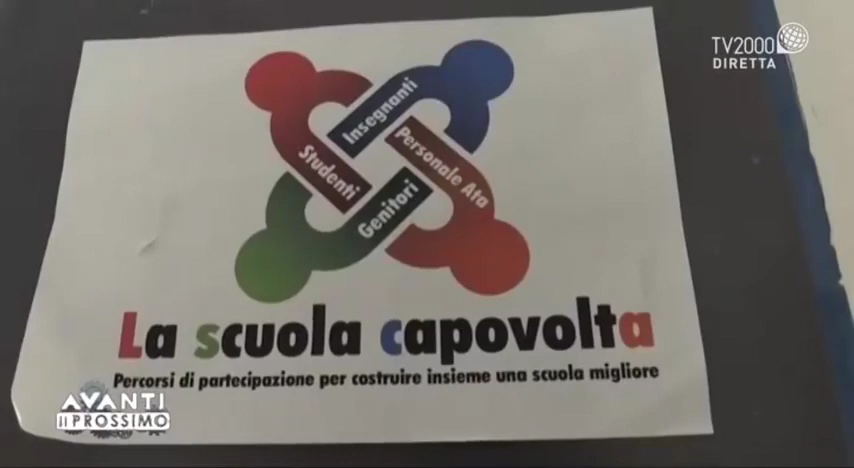 TV2000
DIRETTA
Insegnanti
Studenti
Personale Ata
Genitori
La scuola capovolta
Percorsi di partecipazione per costruire insieme una scuola migliore
AVANTI
IL PROSSIMO